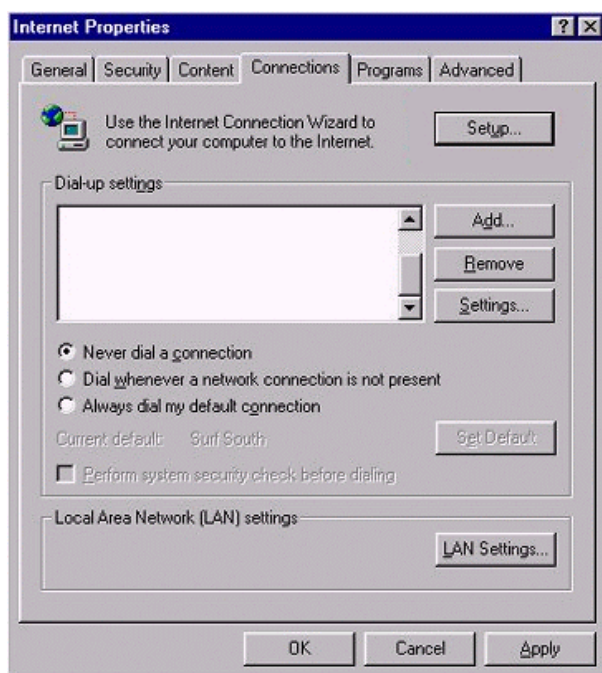 Internet Properties
General Security Content Connections Programs Advanced
Use the Internet Connection Wizard to
connect your computer to the Internet.
Setup...
Dial-up settings
Add...
Remove
Settings...
Never dial a connection
Dial whenever a network connection is not present
Always dial my default connection
Current default: Surf South
Set Default
Perform system security check before dialing
Local Area Network (LAN) settings
LAN Settings...
OK Cancel Apply